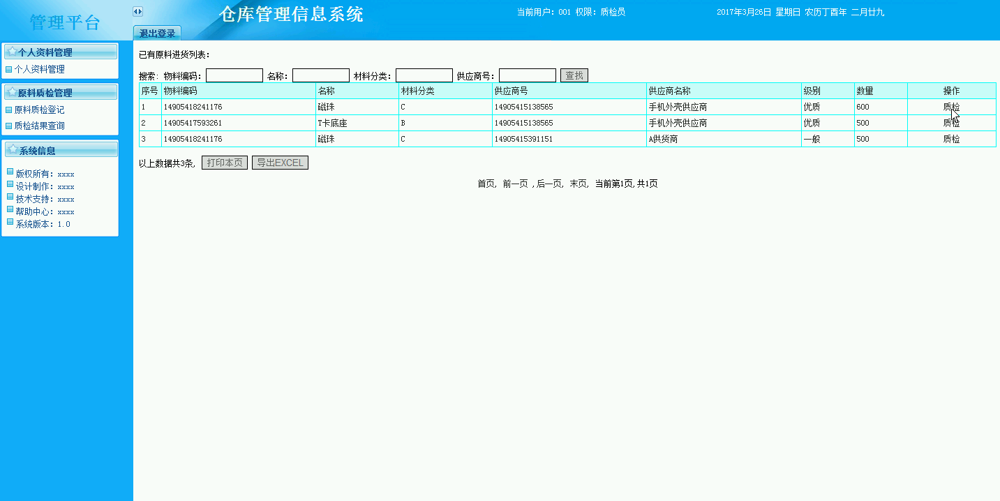 管理平台
仓库管理信息系统
当前用户：001 权限：质检员
2017年3月26日 星期日 农历丁酉年 二月廿九
退出登录
个人资料管理
个人资料管理
原料质检管理
原料质检登记
质检结果查询
系统信息
版权所有：xxxx
设计制作：xxxx
技术支持：xxxx
帮助中心：xxxx
系统版本：1.0
已有原料进货列表：
搜索：物料编码： 名称： 材料分类： 供应商号： 查找
序号 物料编码 名称 材料分类 供应商号 供应商名称 级别 数量 操作
1 14905418241176 磁珠 C 14905415138565 手机外壳供应商 优质 600 质检
2 14905417593261 T卡底座 B 14905415138565 手机外壳供应商 优质 500 质检
3 14905418241176 磁珠 C 14905415391151 A供货商 一般 500 质检
以上数据共3条, 打印本页 导出EXCEL
首页, 前一页 ,后一页, 末页, 当前第1页,共1页